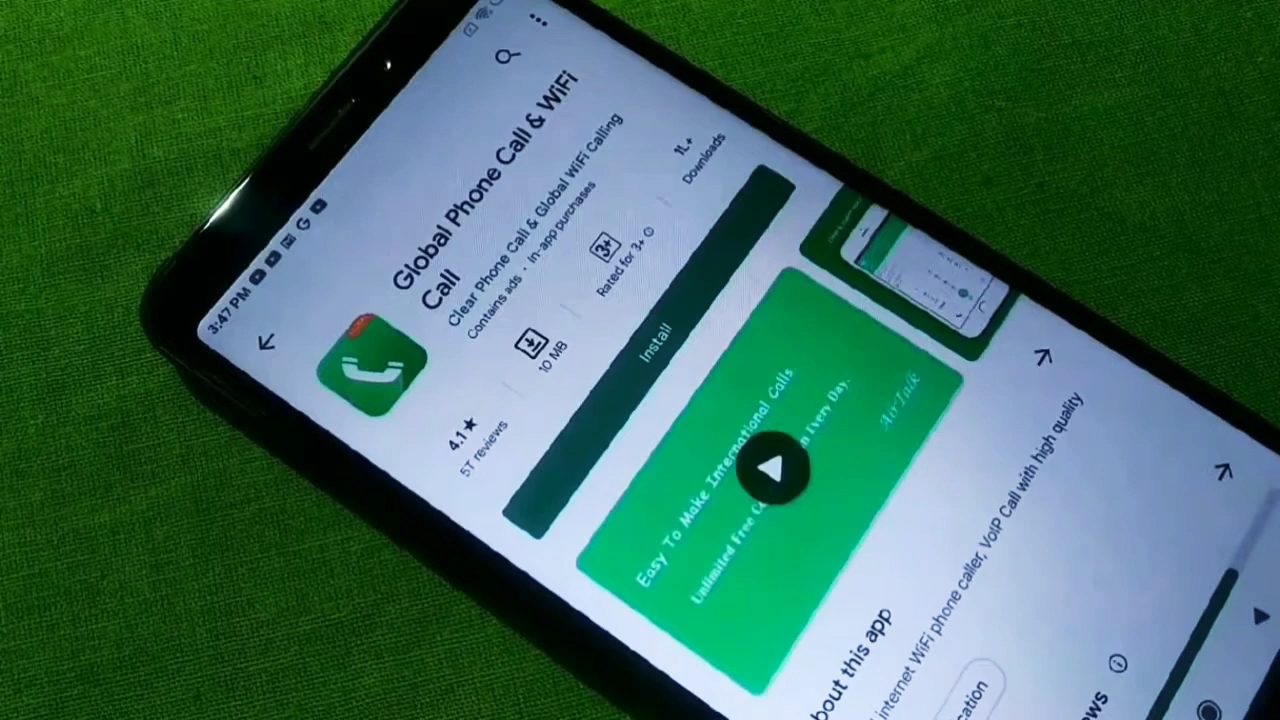 3:47 PM
Global Phone Call & WiFi
Call
Clear Phone Call & Global WiFi Calling
Contains ads · In-app purchases
4.1★
5T reviews
10 MB
3+
Rated for 3+
1L+
Downloads
Install
Easy To Make International Calls
Unlimited Free Every Day.
AirTalk
bout this app
internet WiFi phone caller, VoIP Call with high quality